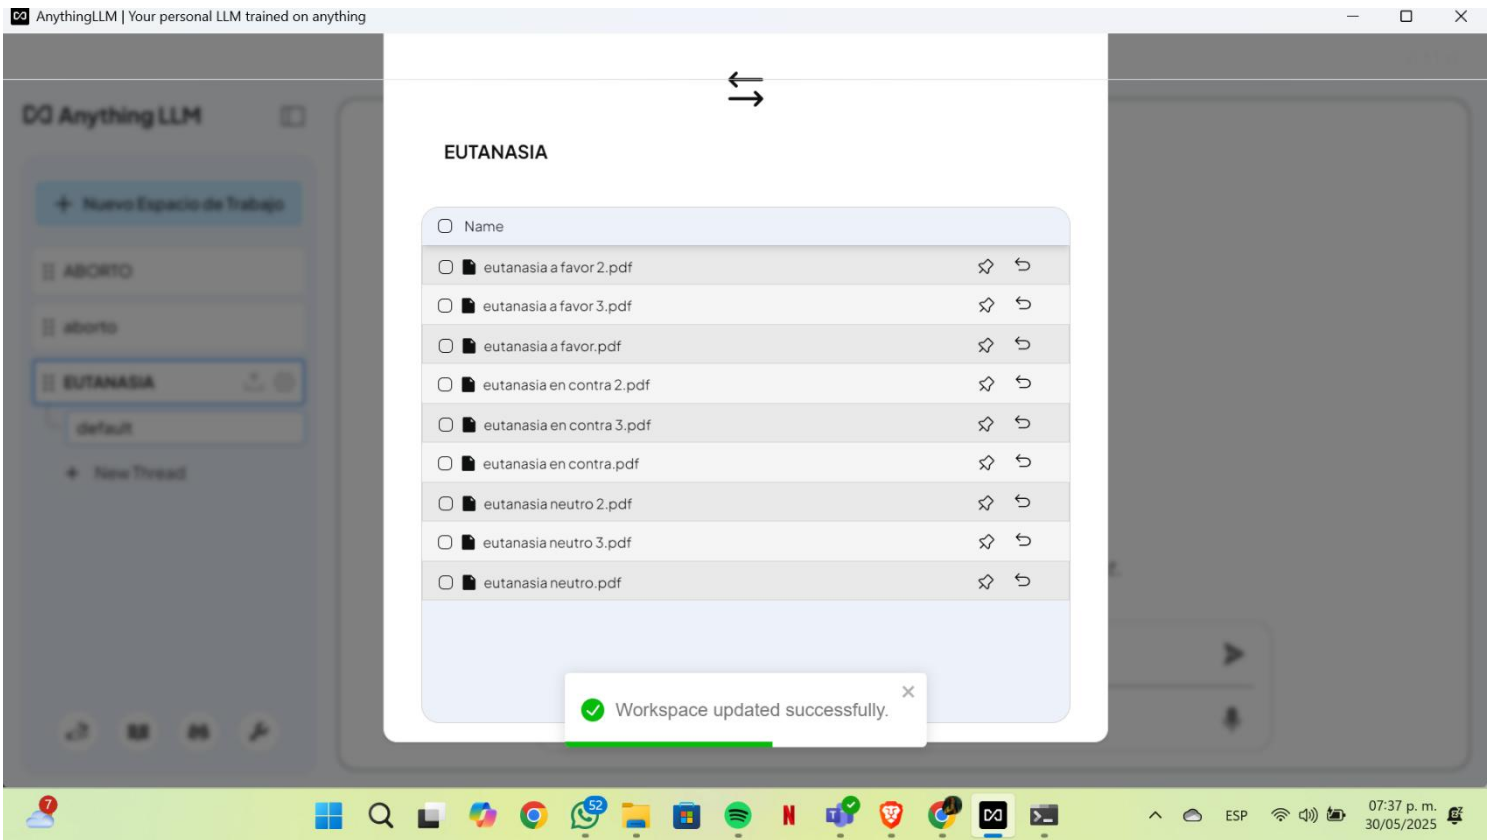 AnythingLLM | Your personal LLM trained on anything
Anything LLM
+ Nuevo Espacio de Trabajo
ABORTO
aborto
EUTANASIA
default
+ New Thread
EUTANASIA
Name
eutanasia a favor 2.pdf
eutanasia a favor 3.pdf
eutanasia a favor.pdf
eutanasia en contra 2.pdf
eutanasia en contra 3.pdf
eutanasia en contra.pdf
eutanasia neutro 2.pdf
eutanasia neutro 3.pdf
eutanasia neutro.pdf
Workspace updated successfully.
7
52
N
ESP
07:37 p. m.
30/05/2025